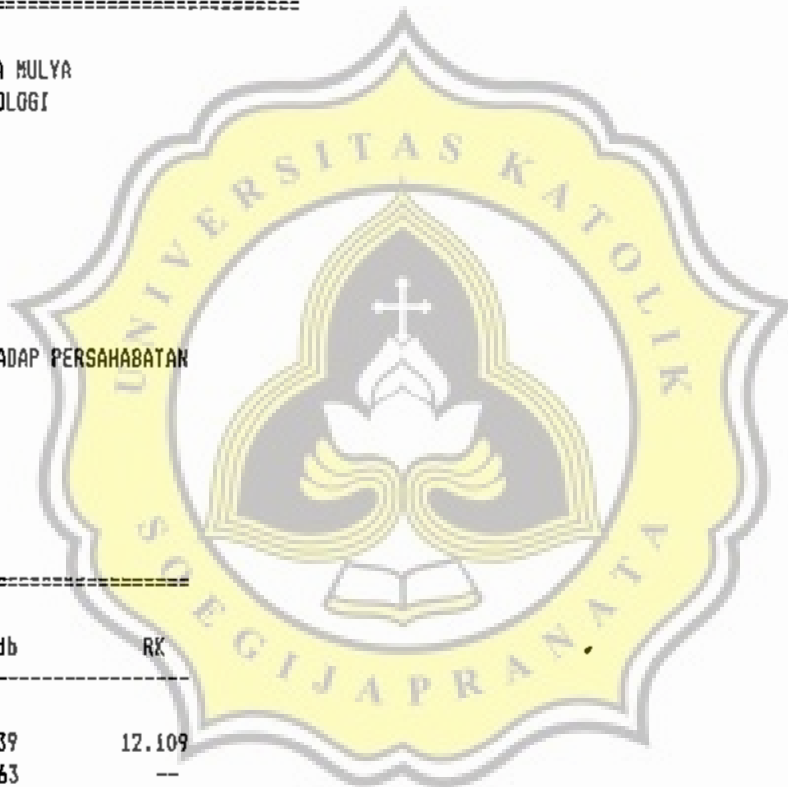 ============================
A MULYA
OLOGI
UNIVERSITAS KATOLIK
ADAP PERSAHABATAN
SOEGIJAPRANATA
==================
db RK
------------------
39 12.109
63 --